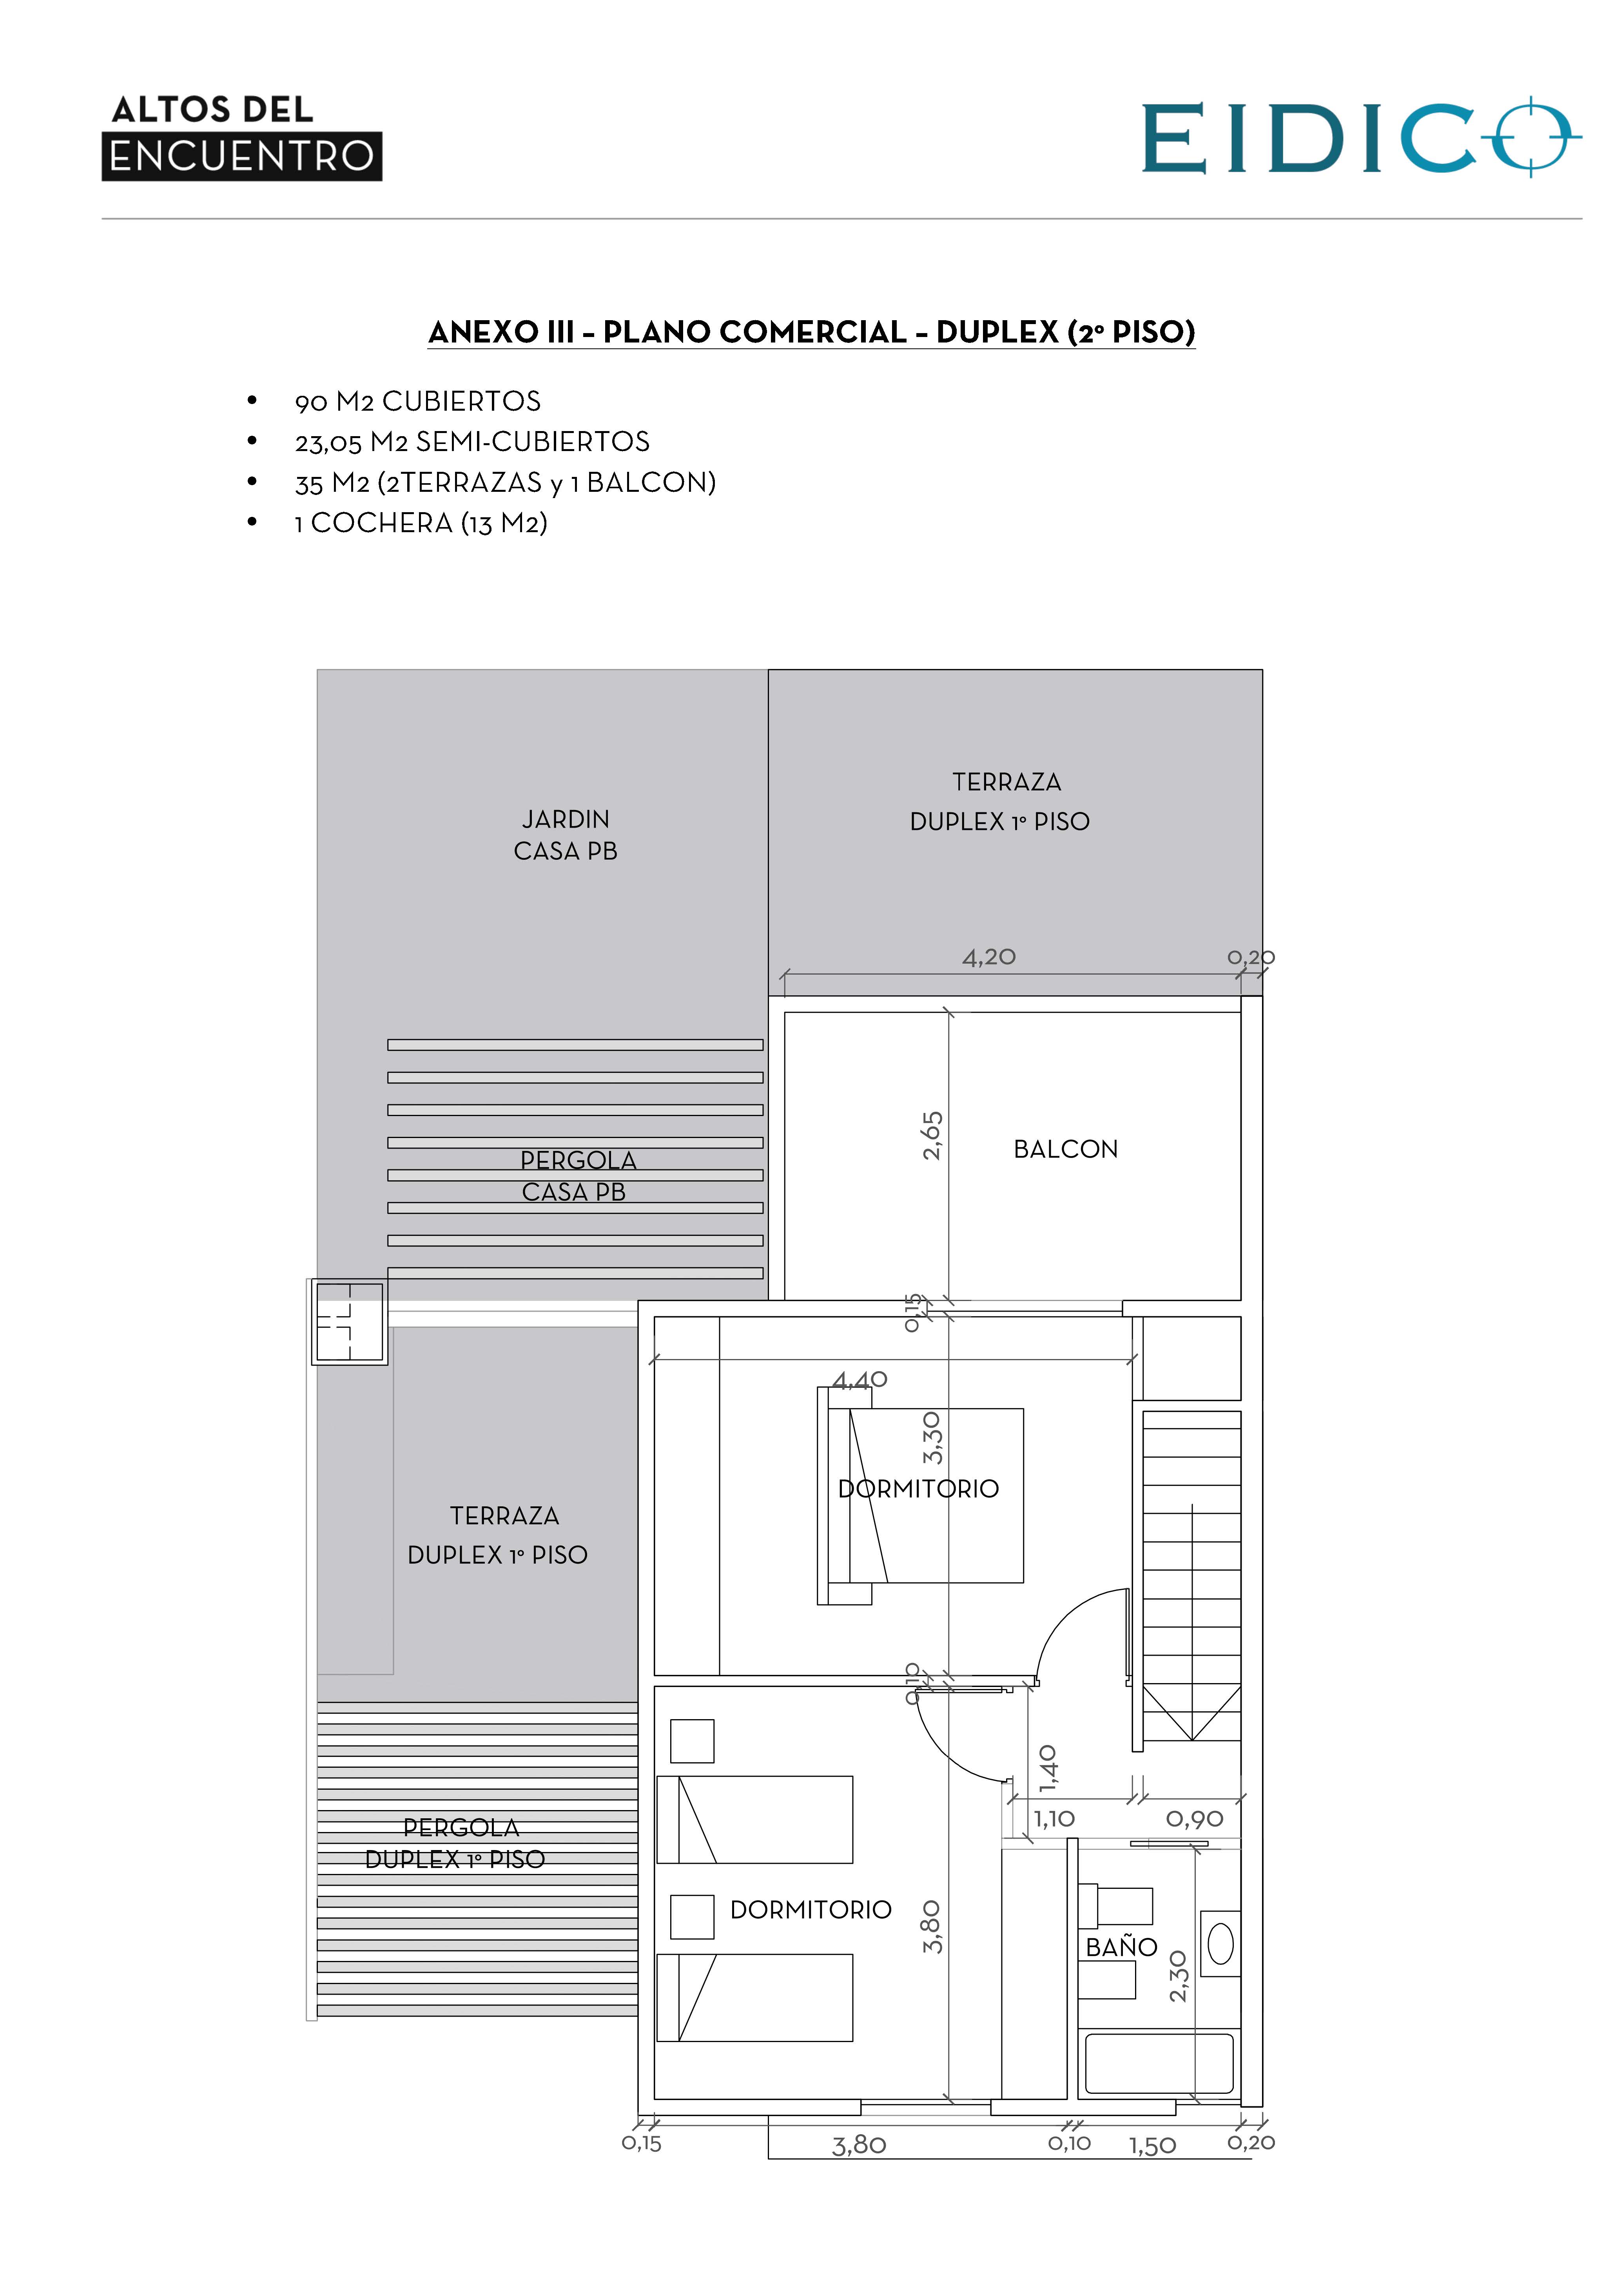 ALTOS DEL
ENCUENTRO
EIDICO
ANEXO III – PLANO COMERCIAL – DUPLEX (2º PISO)
• 90 M2 CUBIERTOS
• 23,05 M2 SEMI-CUBIERTOS
• 35 M2 (2TERRAZAS y 1 BALCON)
• 1 COCHERA (13 M2)
TERRAZA
DUPLEX 1º PISO
JARDIN
CASA PB
4,20
0,20
2,65
BALCON
PERGOLA
CASA PB
0,15
4,40
3,30
DORMITORIO
TERRAZA
DUPLEX 1º PISO
0,10
1,40
1,10
0,90
PERGOLA
DUPLEX 1º PISO
DORMITORIO
3,80
BAÑO
2,30
0,15
3,80
0,10
1,50
0,20